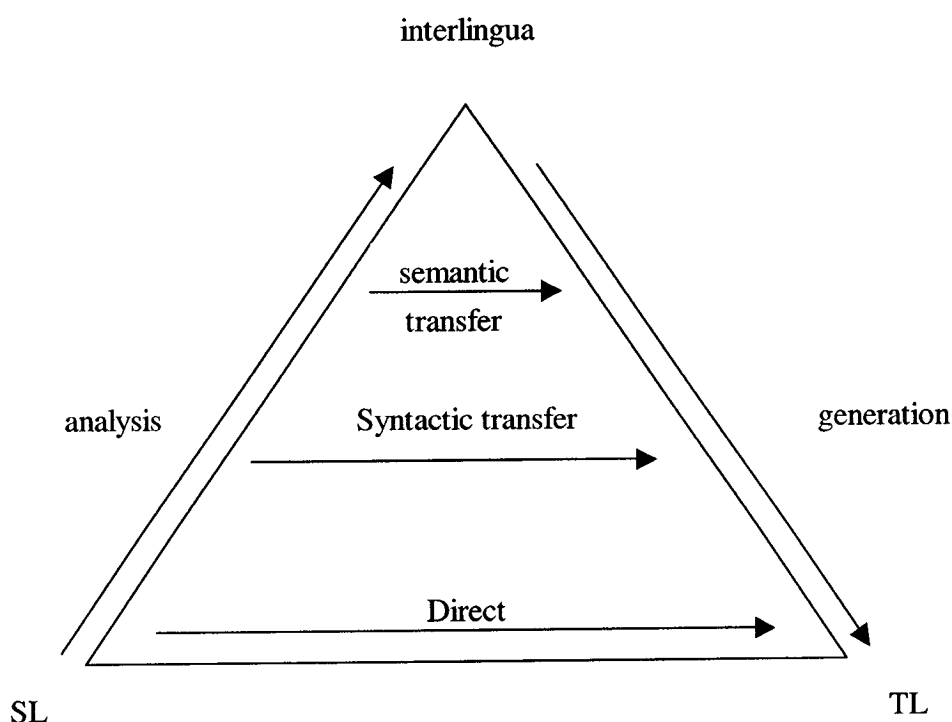 interlingua
semantic
transfer
analysis
Syntactic transfer
generation
Direct
SL
TL